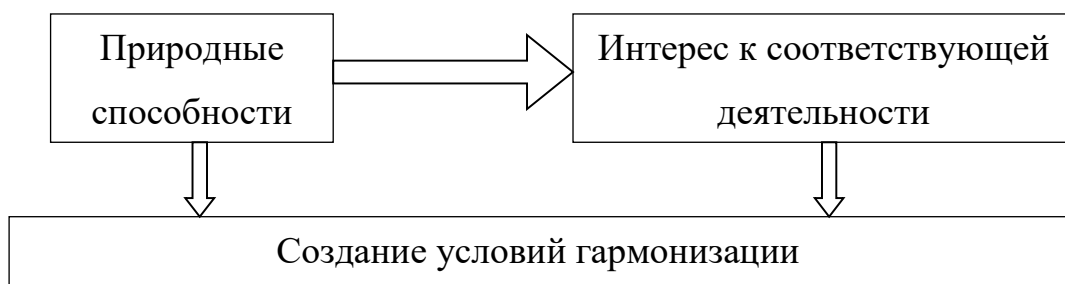 Природные
способности
Интерес к соответствующей
деятельности
Создание условий гармонизации